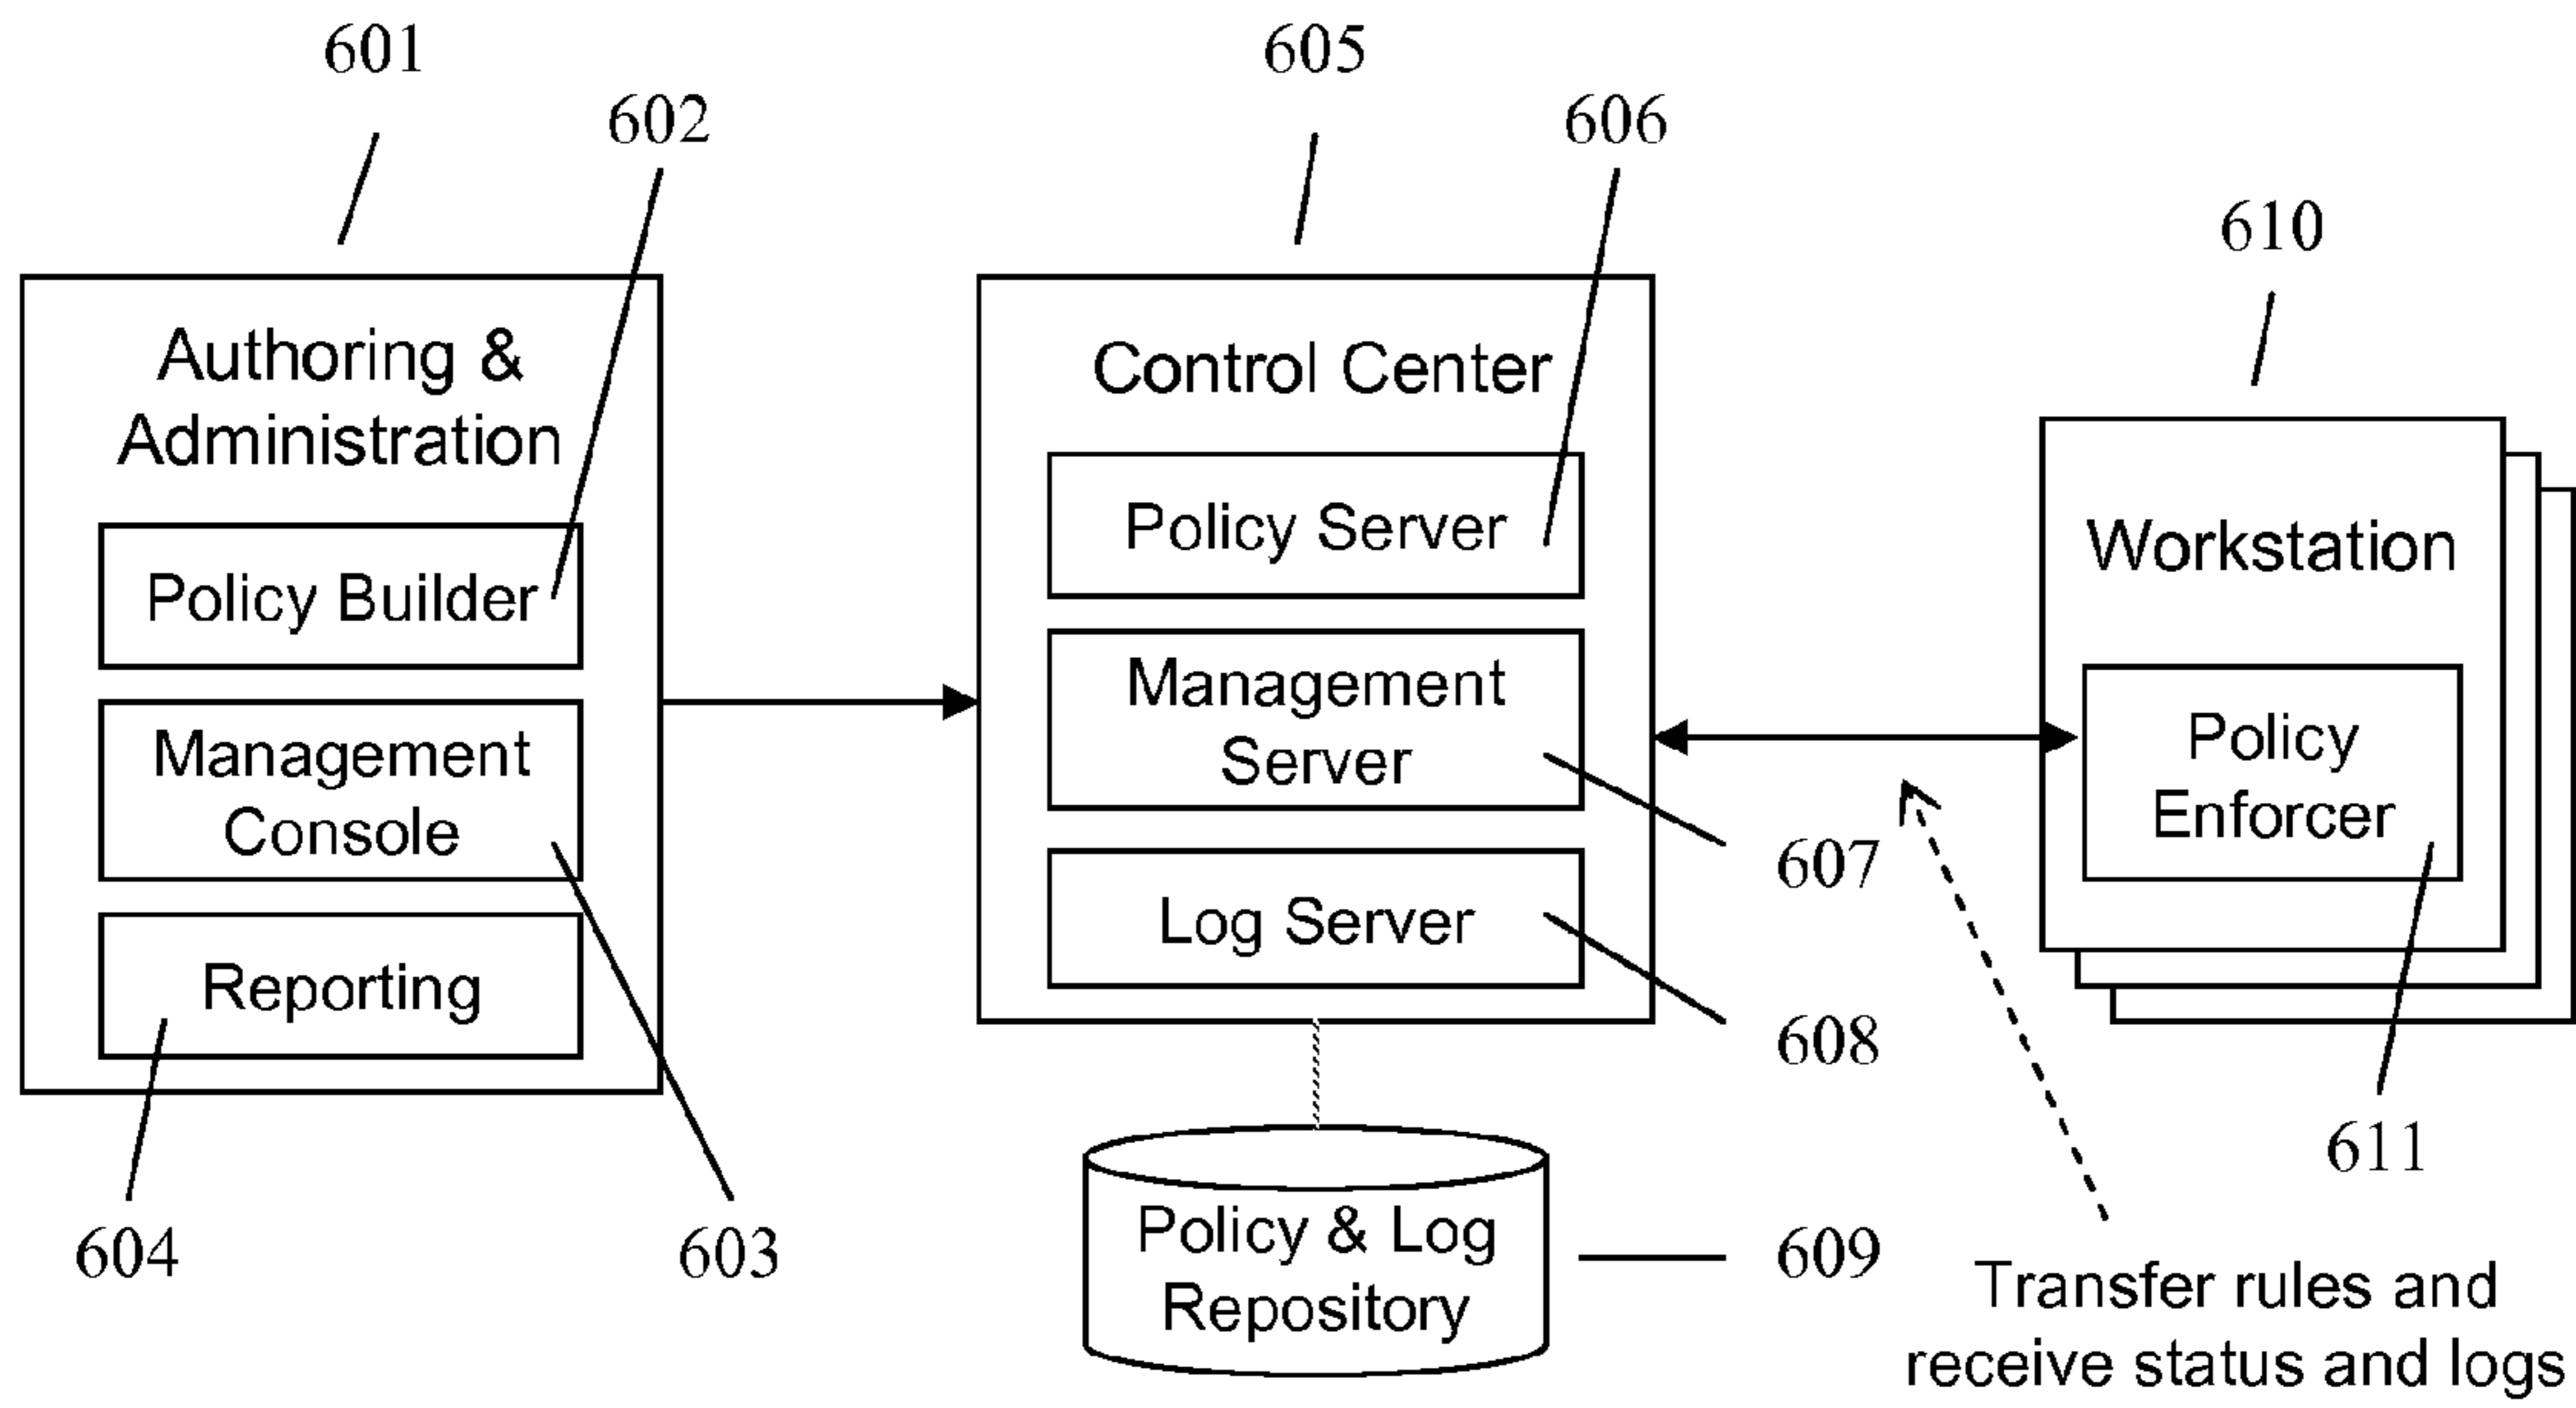 601
602
605
606
610
Authoring &
Administration
Policy Builder
Management
Console
Reporting
604
603
Control Center
Policy Server
Management
Server
Log Server
607
608
Policy & Log
Repository
609
Workstation
Policy
Enforcer
611
Transfer rules and
receive status and logs